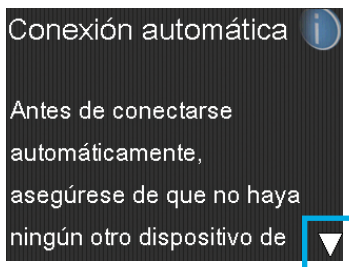 Conexión automática
Antes de conectarse
automáticamente,
asegúrese de que no haya
ningún otro dispositivo de